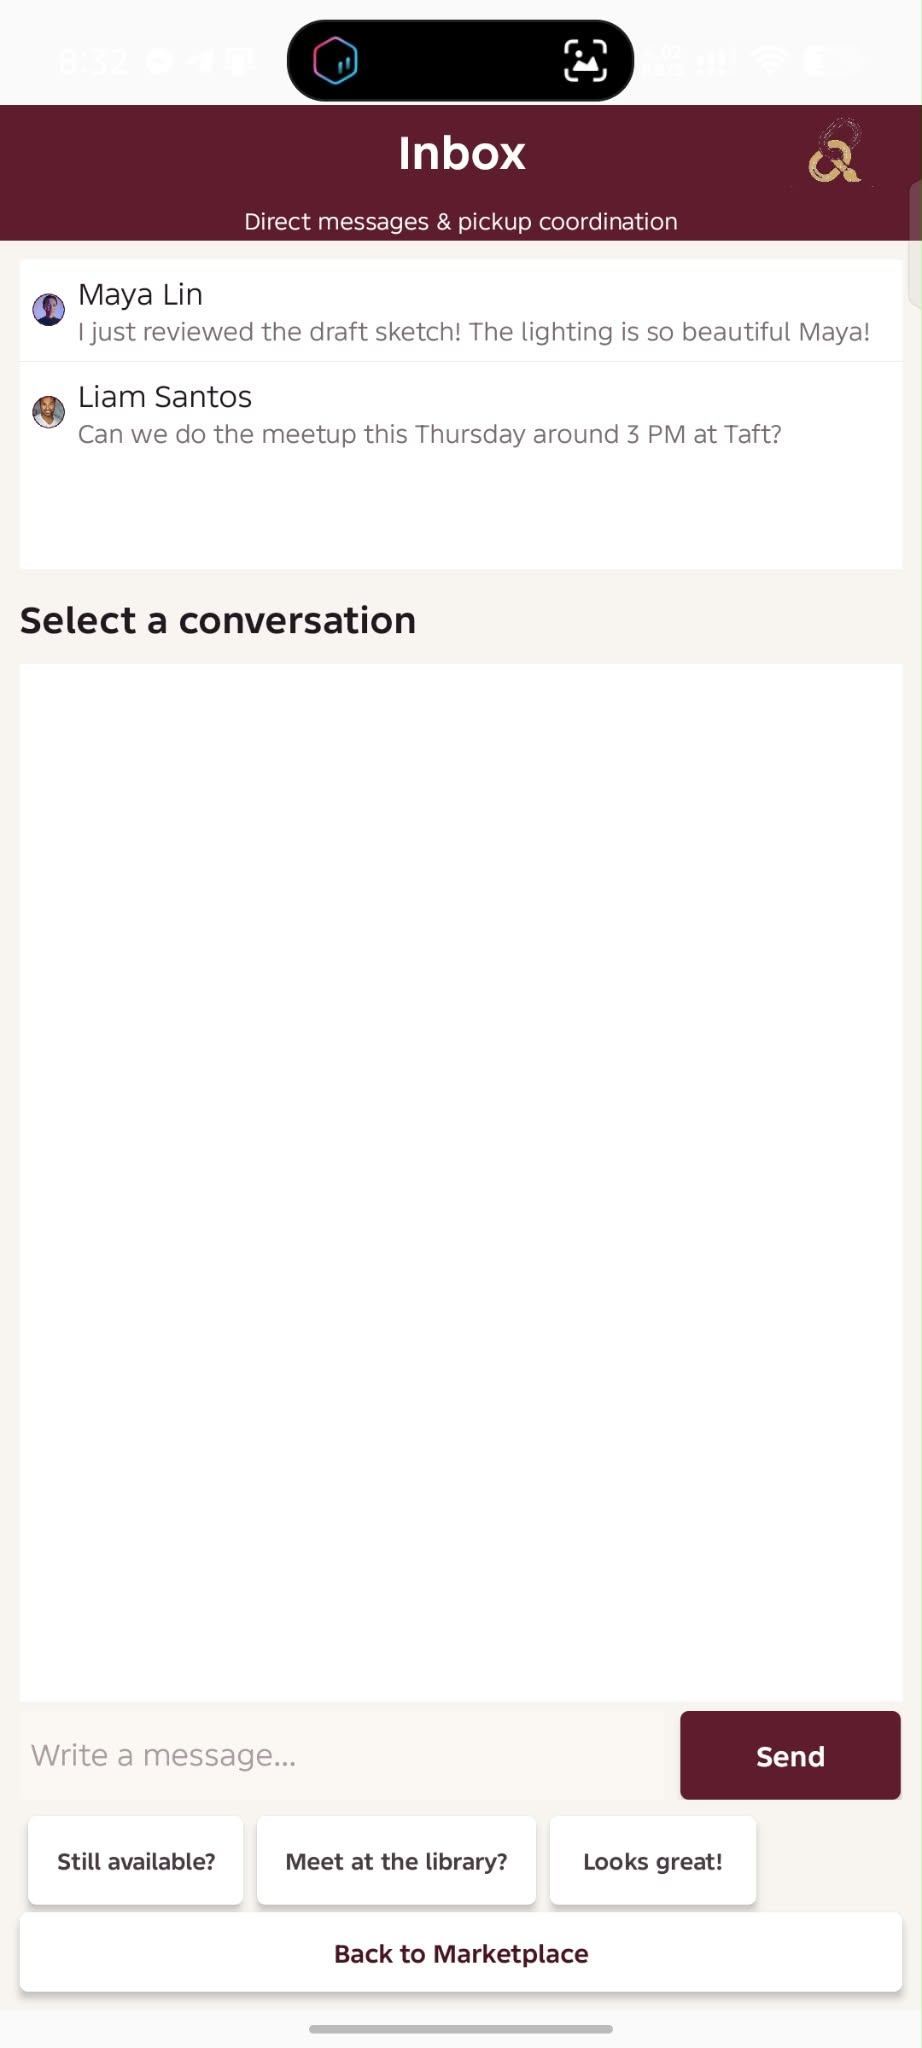 8:32
Inbox
Direct messages & pickup coordination
Maya Lin
I just reviewed the draft sketch! The lighting is so beautiful Maya!
Liam Santos
Can we do the meetup this Thursday around 3 PM at Taft?
Select a conversation
Write a message...
Send
Still available?
Meet at the library?
Looks great!
Back to Marketplace